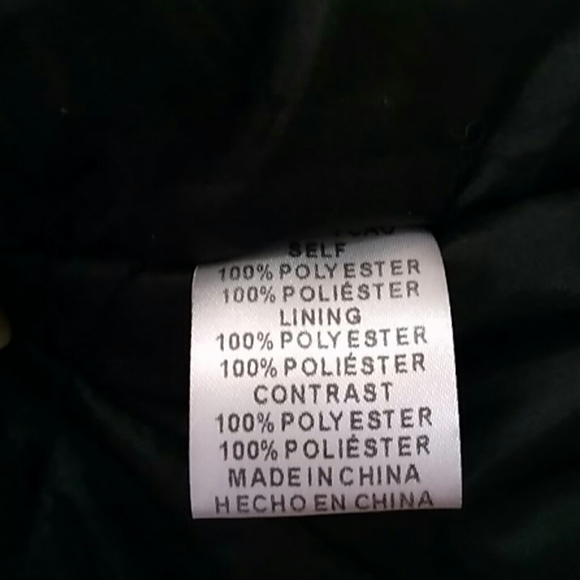 SELF
100% POLYESTER
100% POLIÉSTER
LINING
100% POLYESTER
100% POLIÉSTER
CONTRAST
100% POLYESTER
100% POLIÉSTER
MADE IN CHINA
HECHO EN CHINA